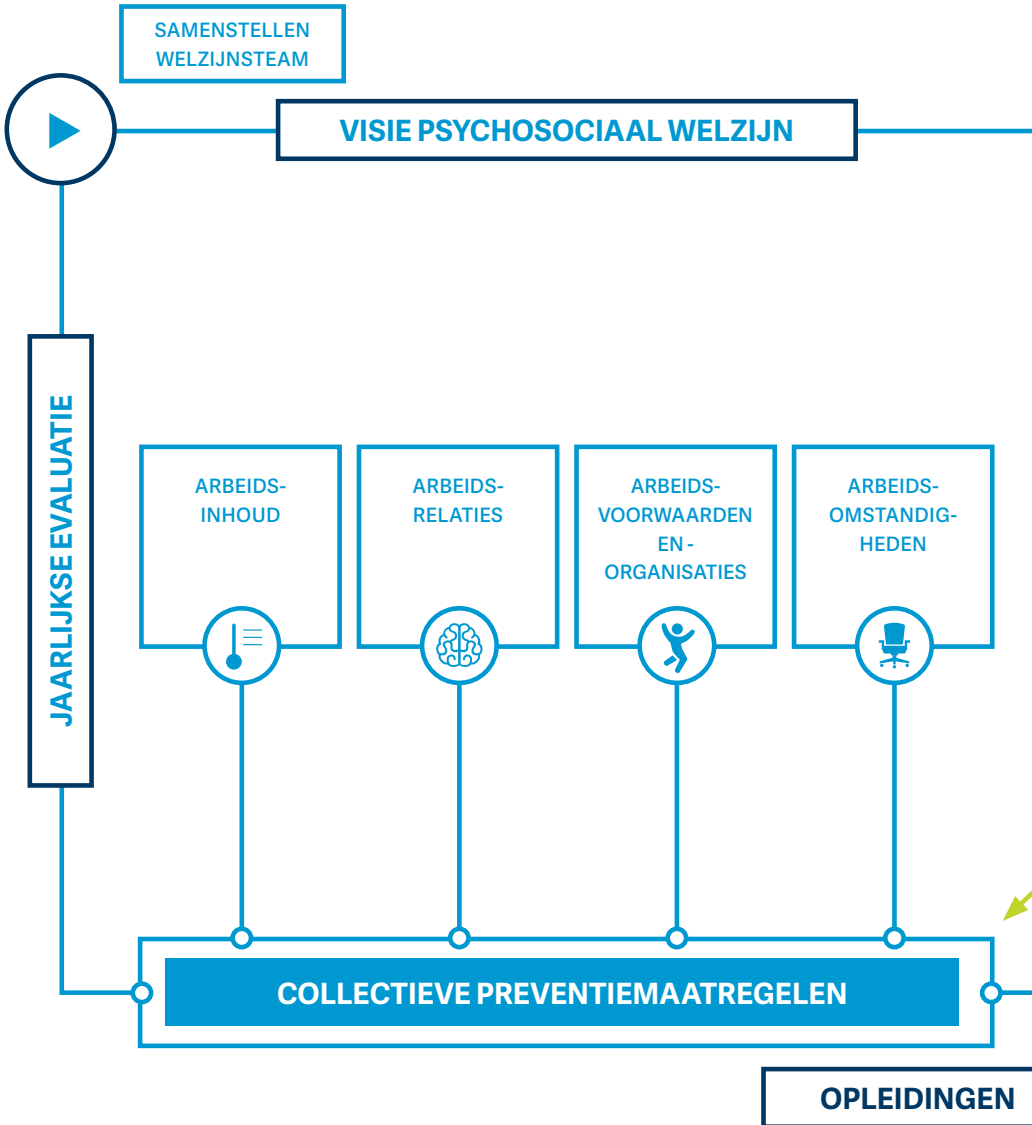 SAMENSTELLEN
WELZIJNSTEAM
VISIE PSYCHOSOCIAAL WELZIJN
JAARLIJKSE EVALUATIE
ARBEIDS-
INHOUD
ARBEIDS-
RELATIES
ARBEIDS-
VOORWAARDEN
EN -
ORGANISATIES
ARBEIDS-
OMSTANDIG-
HEDEN
COLLECTIEVE PREVENTIEMAATREGELEN
OPLEIDINGEN